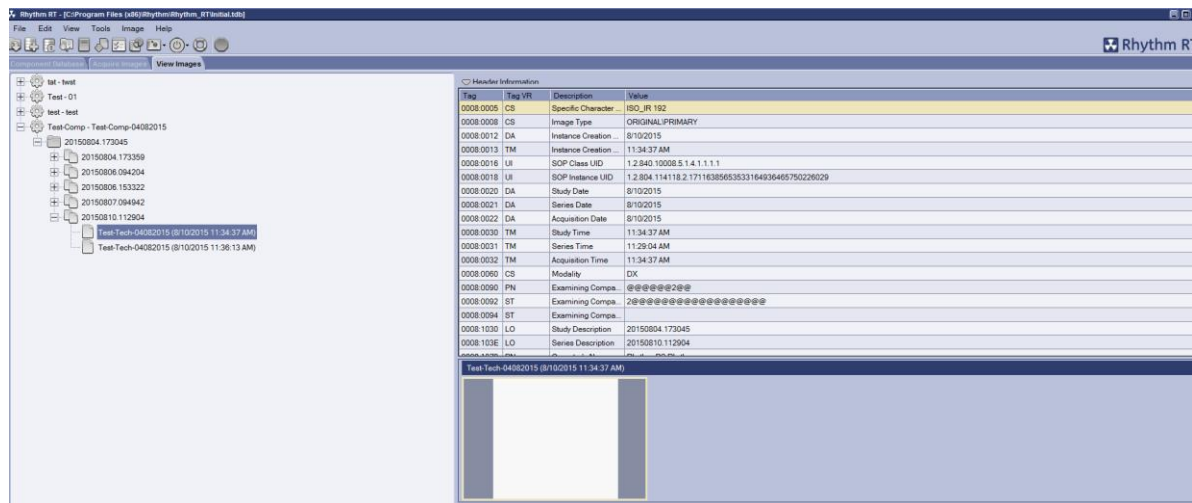 Rhythm RT - [C:\Program Files (x86)\Rhythm\Rhythm_RT\Initial.tdb]
File Edit View Tools Image Help
Rhythm RT
Component Database Acquire Images View Images
tat - twst
Test - 01
test - test
Test-Comp - Test-Comp-04082015
20150804.173045
20150804.173359
20150806.094204
20150806.153322
20150807.094942
20150810.112904
Test-Tech-04082015 (8/10/2015 11:34:37 AM)
Test-Tech-04082015 (8/10/2015 11:36:13 AM)
Header Information
Tag Tag VR Description Value
0008:0005 CS Specific Character ... ISO_IR 192
0008:0008 CS Image Type ORIGINAL\PRIMARY
0008:0012 DA Instance Creation ... 8/10/2015
0008:0013 TM Instance Creation ... 11:34:37 AM
0008:0016 UI SOP Class UID 1.2.840.10008.5.1.4.1.1.1.1
0008:0018 UI SOP Instance UID
0008:0020 DA Study Date 8/10/2015
0008:0021 DA Series Date 8/10/2015
0008:0022 DA Acquisition Date 8/10/2015
0008:0030 TM Study Time 11:34:37 AM
0008:0031 TM Series Time 11:29:04 AM
0008:0032 TM Acquisition Time 11:34:37 AM
0008:0060 CS Modality DX
0008:0090 PN Examining Compa... @@@@@@2@@
0008:0092 ST Examining Compa...
0008:0094 ST Examining Compa...
0008:1030 LO Study Description 20150804.173045
0008:103E LO Series Description 20150810.112904
Test-Tech-04082015 (8/10/2015 11:34:37 AM)